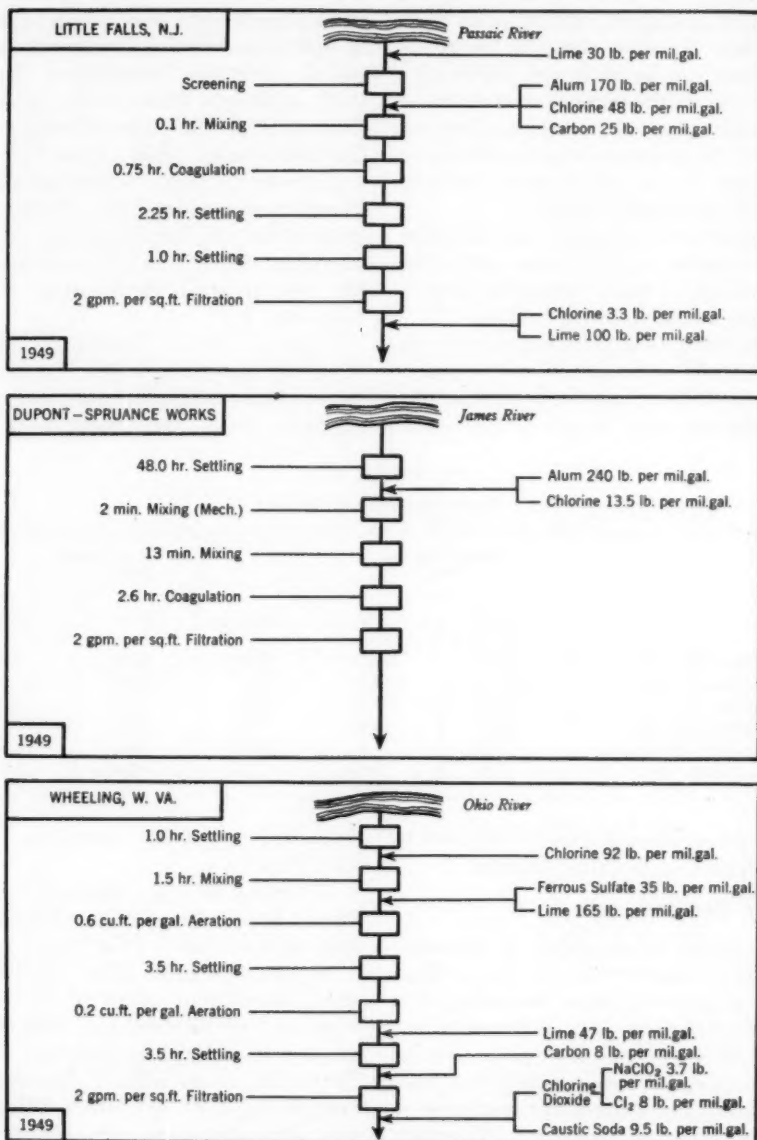 LITTLE FALLS, N.J.
Passaic River
Lime 30 lb. per mil.gal.
Screening
Alum 170 lb. per mil.gal.
Chlorine 48 lb. per mil.gal.
0.1 hr. Mixing
Carbon 25 lb. per mil.gal.
0.75 hr. Coagulation
2.25 hr. Settling
1.0 hr. Settling
2 gpm. per sq.ft. Filtration
Chlorine 3.3 lb. per mil.gal.
Lime 100 lb. per mil.gal.
1949
DUPONT-SPRUANCE WORKS
James River
48.0 hr. Settling
Alum 240 lb. per mil.gal.
Chlorine 13.5 lb. per mil.gal.
2 min. Mixing (Mech.)
13 min. Mixing
2.6 hr. Coagulation
2 gpm. per sq.ft. Filtration
1949
WHEELING, W. VA.
Ohio River
1.0 hr. Settling
Chlorine 92 lb. per mil.gal.
1.5 hr. Mixing
Ferrous Sulfate 35 lb. per mil.gal.
Lime 165 lb. per mil.gal.
0.6 cu.ft. per gal. Aeration
3.5 hr. Settling
0.2 cu.ft. per gal. Aeration
Lime 47 lb. per mil.gal.
3.5 hr. Settling
Carbon 8 lb. per mil.gal.
2 gpm. per sq.ft. Filtration
Chlorine
Dioxide
NaClO₂ 3.7 lb.
per mil.gal.
Cl₂ 8 lb. per mil.gal.
Caustic Soda 9.5 lb. per mil.gal.
1949